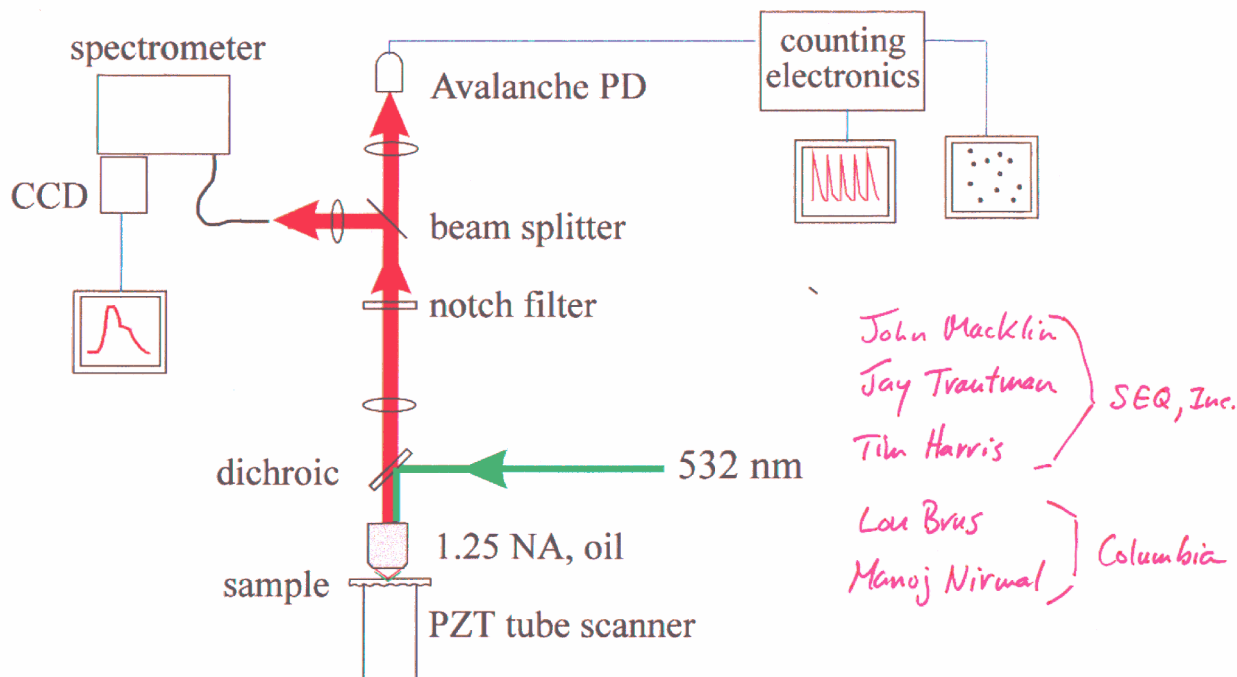 spectrometer
CCD
Avalanche PD
counting
electronics
beam splitter
notch filter
dichroic
532 nm
1.25 NA, oil
sample
PZT tube scanner
John Macklin
Jay Trautman
Tim Harris
SEQ, Inc.
Lou Brus
Manoj Nirmal
Columbia